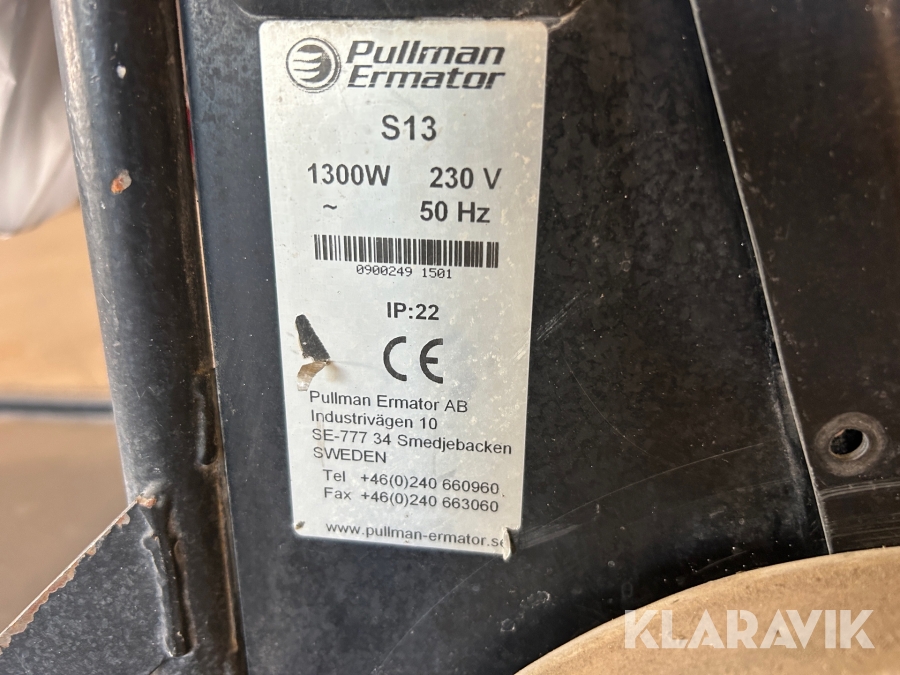 Pullman
Ermator
S13
1300W 230 V
~ 50 Hz
0900249 1501
IP:22
CE
Pullman Ermator AB
Industrivägen 10
SE-777 34 Smedjebacken
SWEDEN
Tel +46(0)240 660960
Fax +46(0)240 663060
www.pullman-ermator.se
KLARAVIK